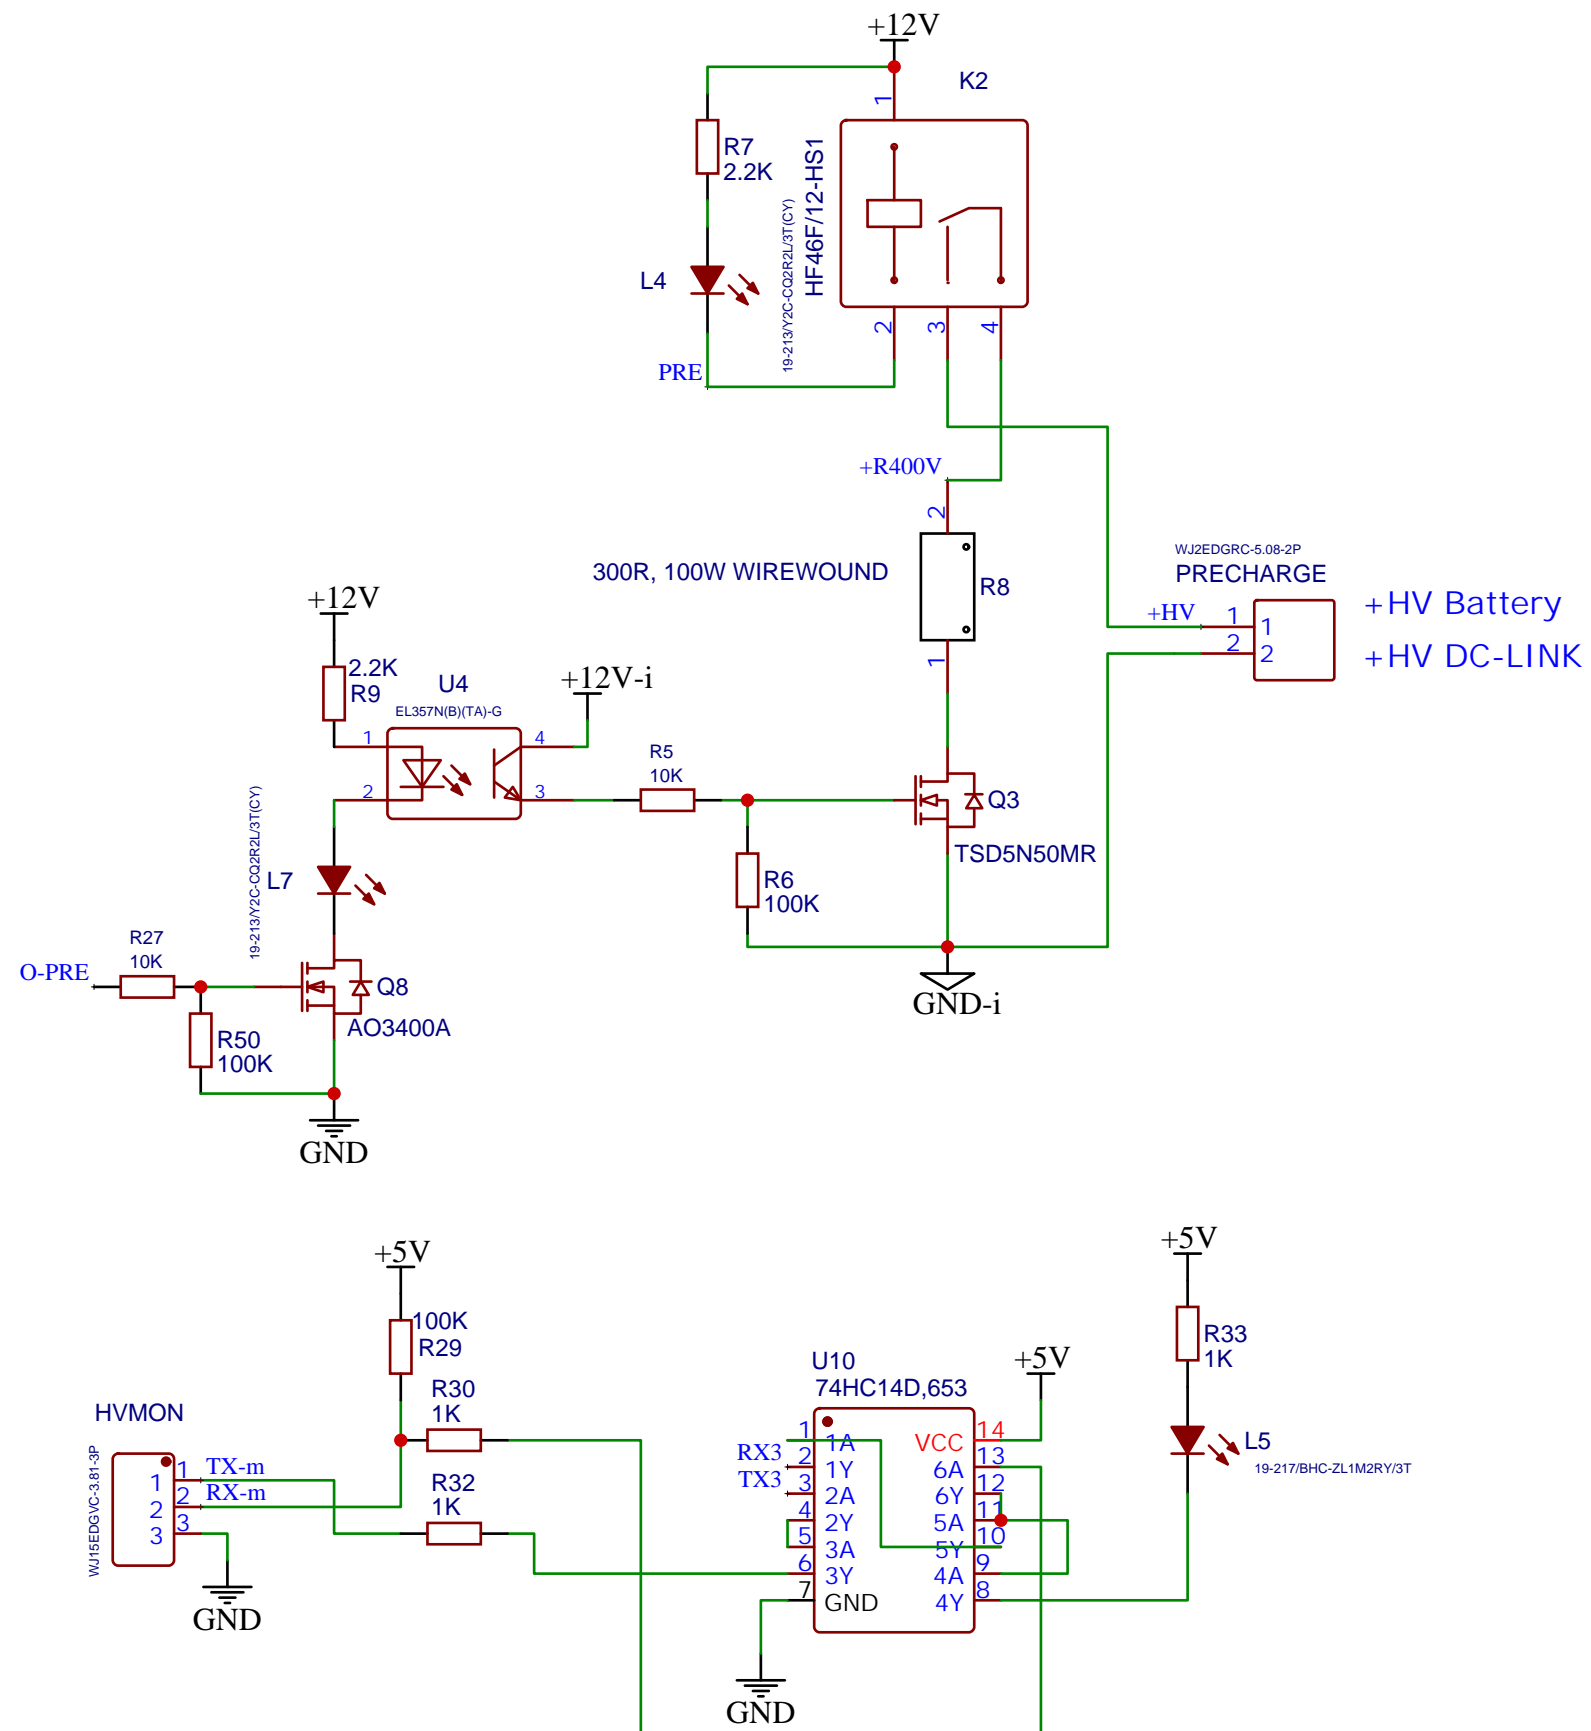 +12V
K2
1
R7
2.2K
HF46F/12-HS1
19-213/Y2C-CQ2R2L/3T(CY)
L4
2
3
4
PRE
+R400V
2
300R, 100W WIREWOUND
R8
1
WJ2EDGRC-5.08-2P
PRECHARGE
+HV
1
1
2
2
+HV Battery
+HV DC-LINK
+12V
2.2K
R9
U4
EL357N(B)(TA)-G
+12V-i
1
4
2
3
R5
10K
Q3
TSD5N50MR
19-213/Y2C-CQ2R2L/3T(CY)
L7
R6
100K
R27
10K
O-PRE
Q8
AO3400A
R50
100K
GND-i
GND
+5V
100K
R29
R30
1K
HVMON
WJ15EDGVC-3.81-3P
1
1
2
2
3
3
TX-m
RX-m
R32
1K
GND
U10
74HC14D,653
+5V
RX3
TX3
1
1A
VCC
14
2
1Y
6A
13
3
2A
6Y
12
4
2Y
5A
11
5
3A
5Y
10
6
3Y
4A
9
7
GND
4Y
8
GND
+5V
R33
1K
L5
19-217/BHC-ZL1M2RY/3T